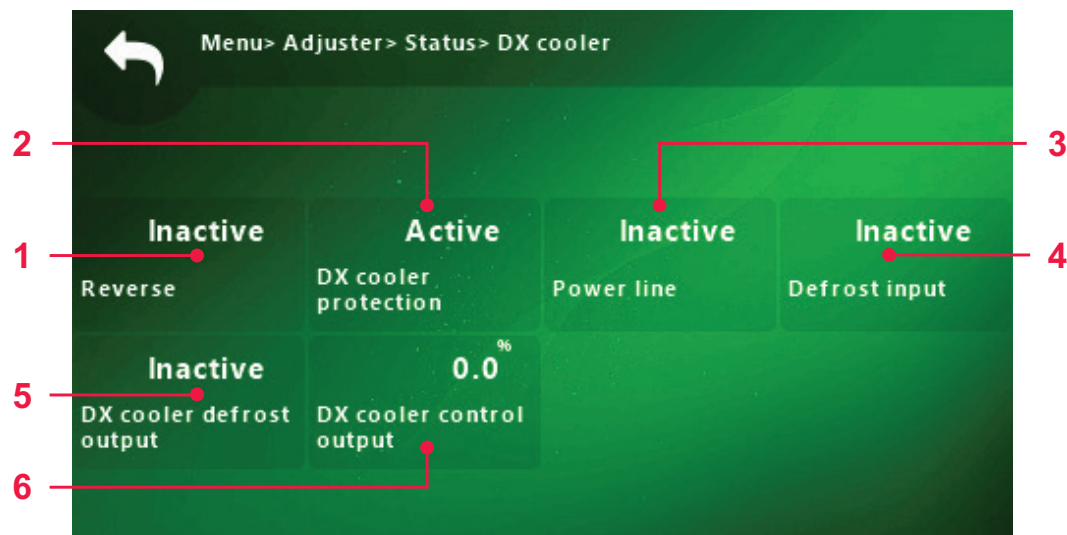 Menu> Adjuster> Status> DX cooler
2
3
1
Inactive
Reverse
Active
DX cooler
protection
Inactive
Power line
Inactive
Defrost input
4
5
Inactive
DX cooler defrost
output
0.0%
DX cooler control
output
6